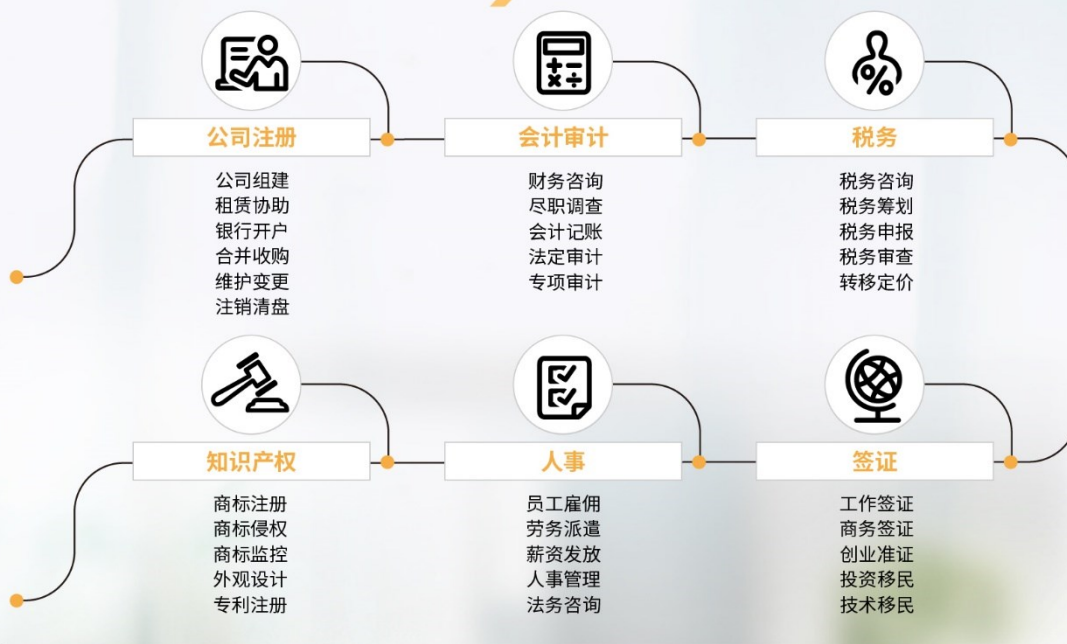 公司注册
公司组建
租赁协助
银行开户
合并收购
维护变更
注销清盘
会计审计
财务咨询
尽职调查
会计记账
法定审计
专项审计
税务
税务咨询
税务筹划
税务申报
税务审查
转移定价
知识产权
商标注册
商标侵权
商标监控
外观设计
专利注册
人事
员工雇佣
劳务派遣
薪资发放
人事管理
法务咨询
签证
工作签证
商务签证
创业准证
投资移民
技术移民